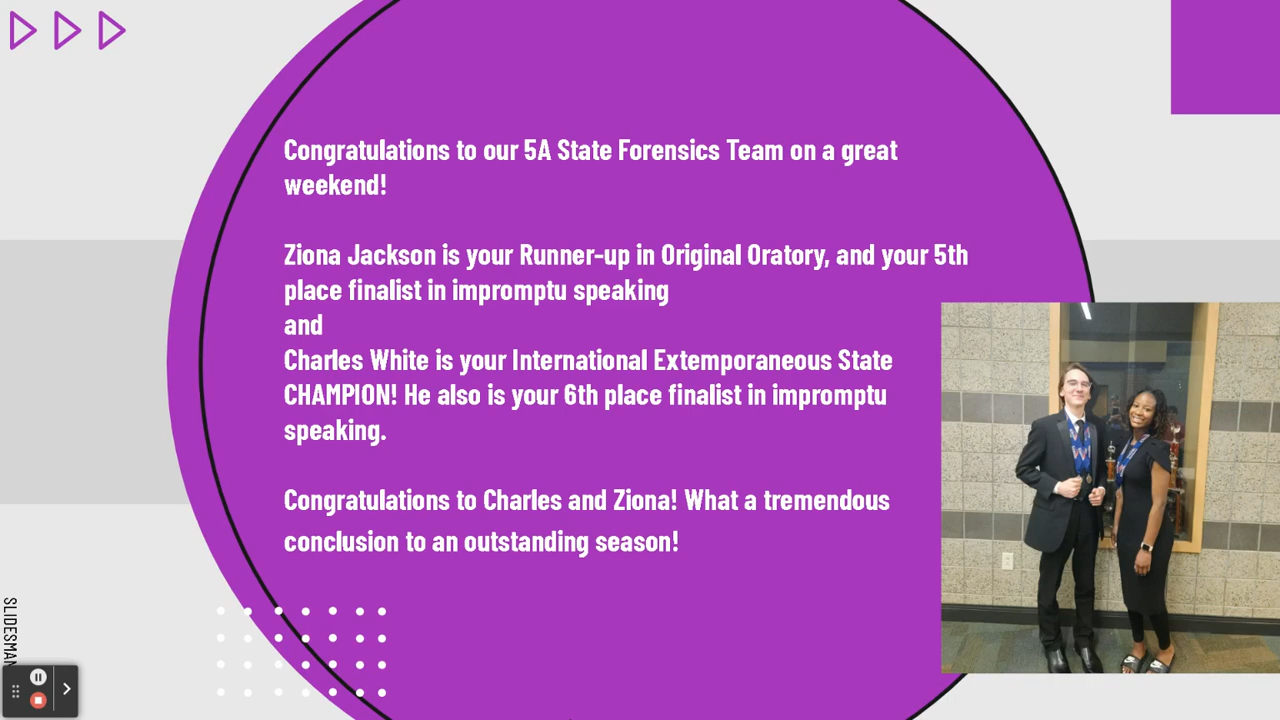 Congratulations to our 5A State Forensics Team on a great
weekend!
Ziona Jackson is your Runner-up in Original Oratory, and your 5th
place finalist in impromptu speaking
and
Charles White is your International Extemporaneous State
CHAMPION! He also is your 6th place finalist in impromptu
speaking.
Congratulations to Charles and Ziona! What a tremendous
conclusion to an outstanding season!
SLIDESMAN